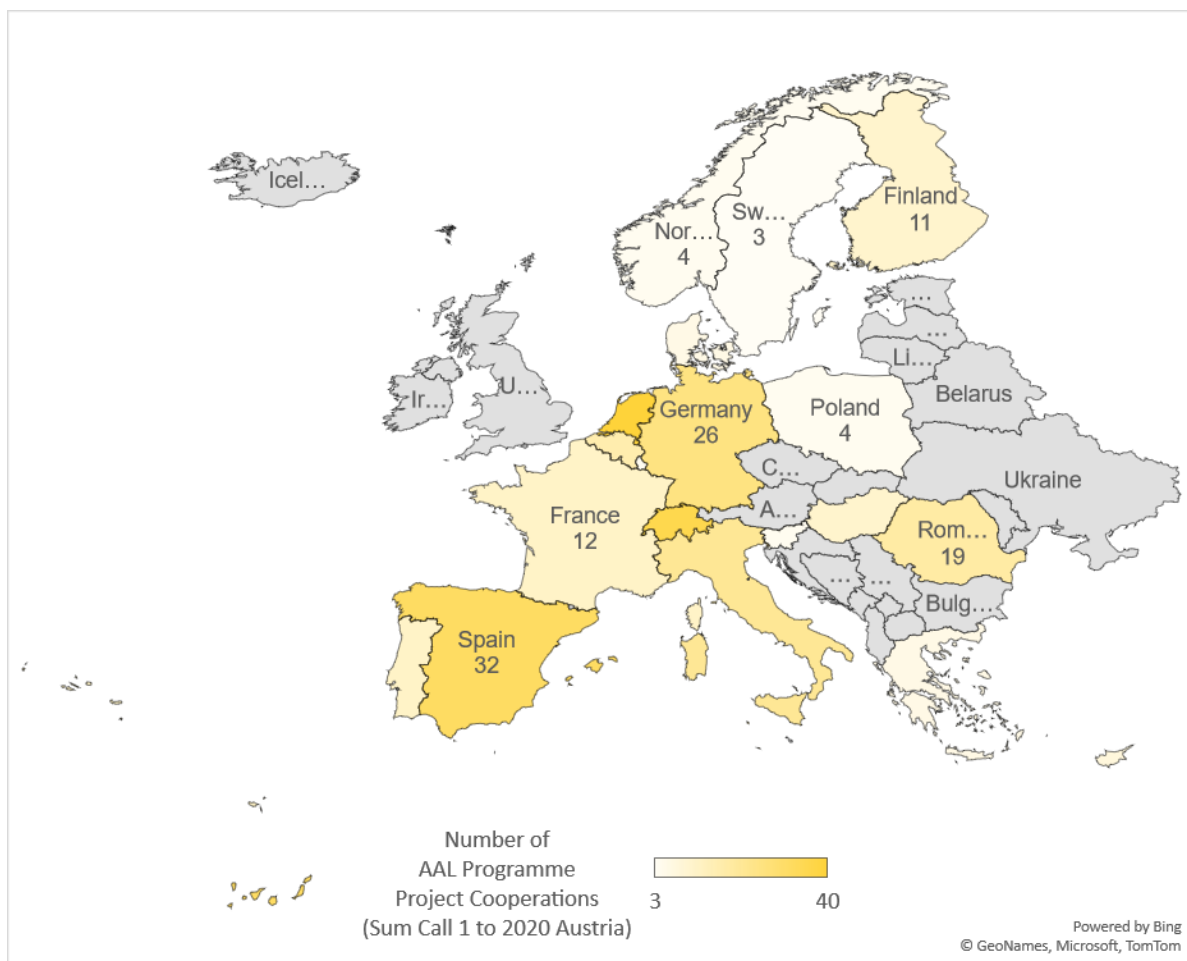 Icel...
Finland
11
Sw...
3
Nor...
4
...
...
Li...
Belarus
U...
Ir...
Germany
26
Poland
4
C...
Ukraine
A...
France
12
Rom...
19
...
...
Bulg...
Spain
32
Number of
AAL Programme
Project Cooperations
(Sum Call 1 to 2020 Austria)
3
40
Powered by Bing
© GeoNames, Microsoft, TomTom